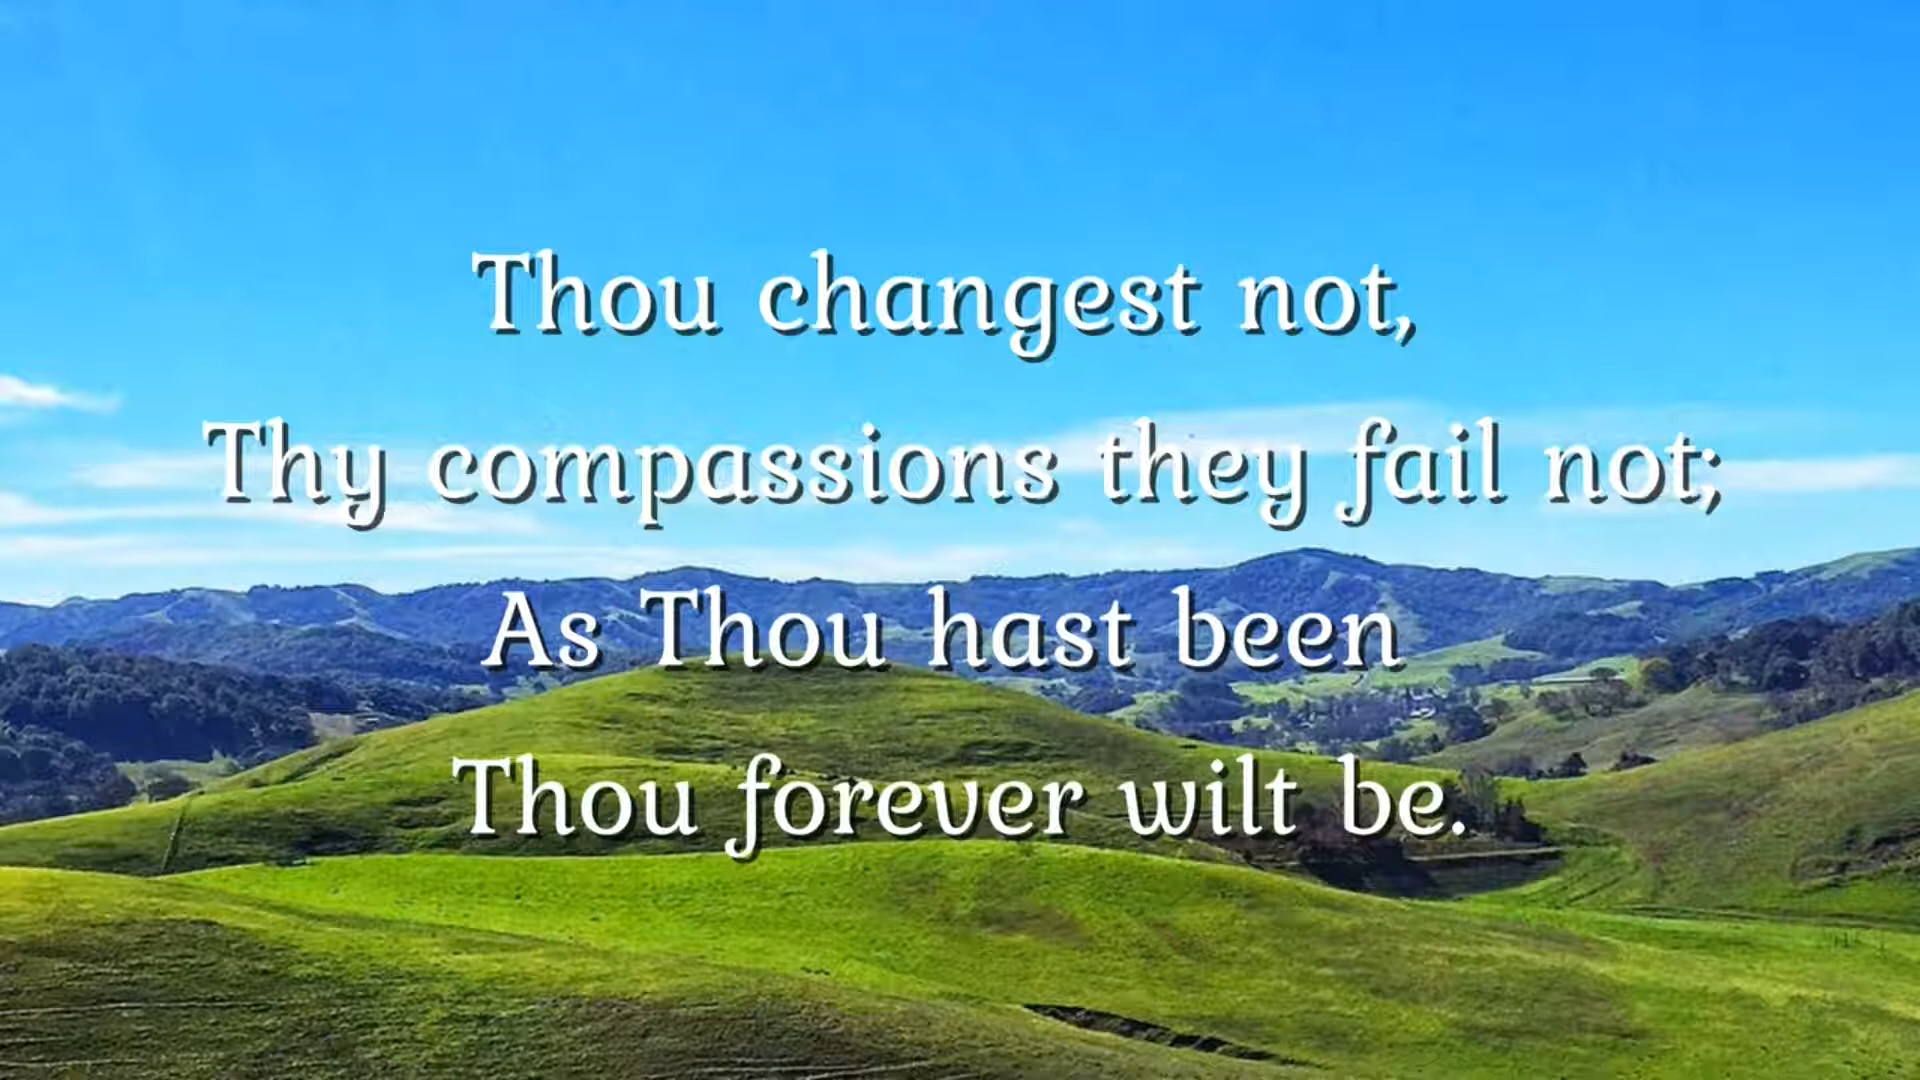 Thou changest not,
Thy compassions they fail not;
As Thou hast been
Thou forever wilt be.